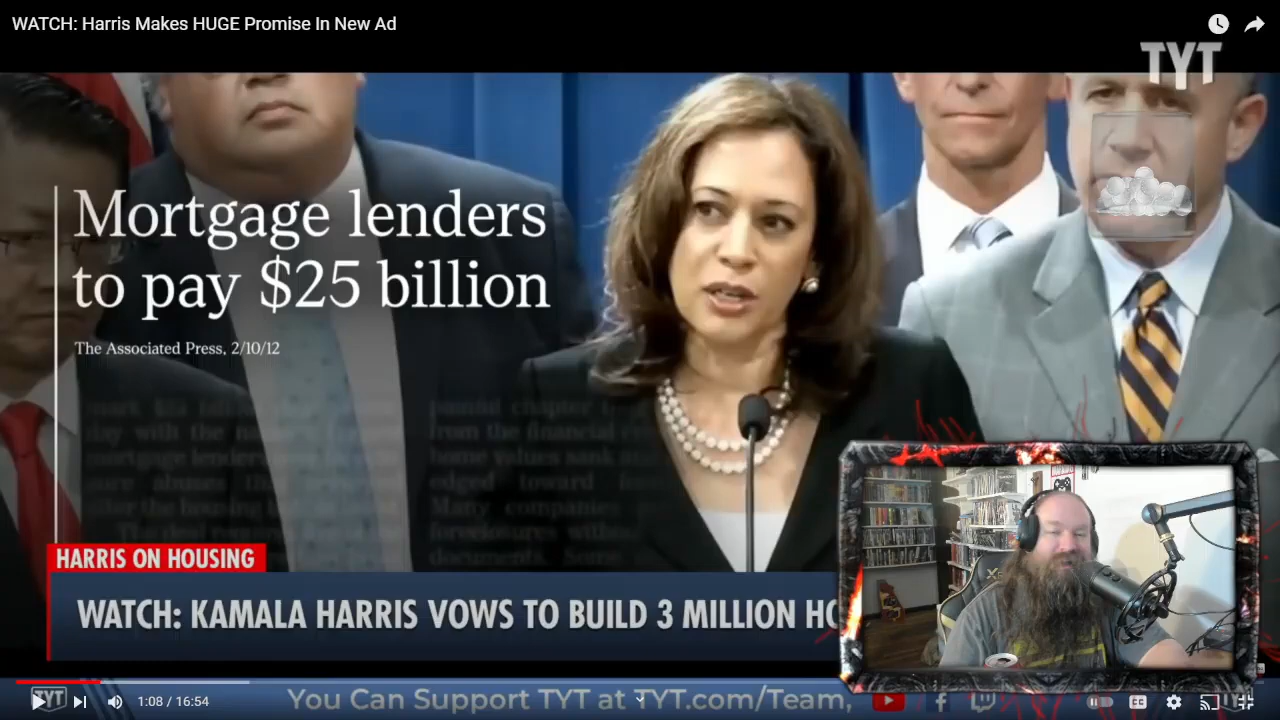 WATCH: Harris Makes HUGE Promise In New Ad
TYT
Mortgage lenders
to pay $25 billion
The Associated Press, 2/10/12
HARRIS ON HOUSING
WATCH: KAMALA HARRIS VOWS TO BUILD 3 MILLION
TYT
1:08 / 16:54
You Can Support TYT at TYT.com/Team,
CC